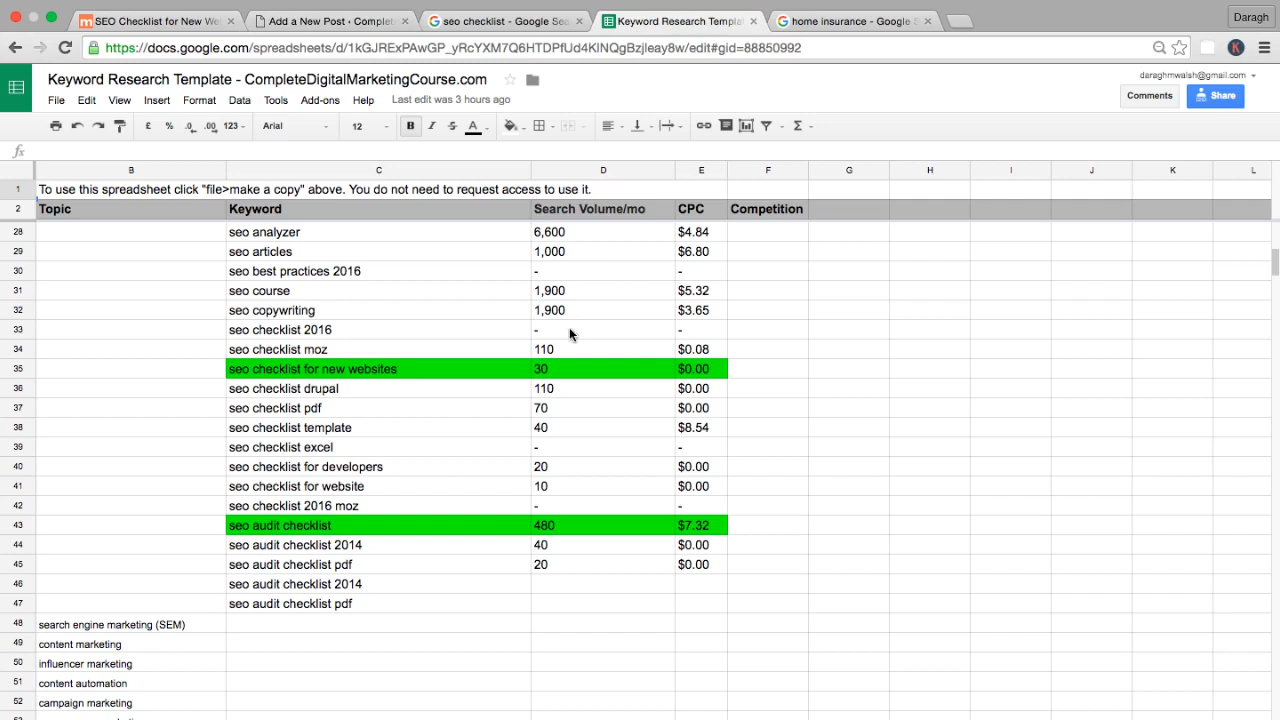 SEO Checklist for New We
Add a New Post ‹ Complet
seo checklist - Google Sea
Keyword Research Templat
home insurance - Google S
Daragh
https://docs.google.com/spreadsheets/d/1kGJRExPAwGP_yRcYXM7Q6HTDPfUd4KlNQgBzjleay8w/edit#gid=88850992
Keyword Research Template - CompleteDigitalMarketingCourse.com
daraghmwalsh@gmail.com
File Edit View Insert Format Data Tools Add-ons Help Last edit was 3 hours ago
Comments Share
£ % .0 .00 123 Arial 12 B I S A Σ
fx
B C D E F G H I J K L
1 To use this spreadsheet click "file>make a copy" above. You do not need to request access to use it.
2 Topic Keyword Search Volume/mo CPC Competition
28 seo analyzer 6,600 $4.84
29 seo articles 1,000 $6.80
30 seo best practices 2016 - -
31 seo course 1,900 $5.32
32 seo copywriting 1,900 $3.65
33 seo checklist 2016 - -
34 seo checklist moz 110 $0.08
35 seo checklist for new websites 30 $0.00
36 seo checklist drupal 110 $0.00
37 seo checklist pdf 70 $0.00
38 seo checklist template 40 $8.54
39 seo checklist excel - -
40 seo checklist for developers 20 $0.00
41 seo checklist for website 10 $0.00
42 seo checklist 2016 moz - -
43 seo audit checklist 480 $7.32
44 seo audit checklist 2014 40 $0.00
45 seo audit checklist pdf 20 $0.00
46 seo audit checklist 2014
47 seo audit checklist pdf
48 search engine marketing (SEM)
49 content marketing
50 influencer marketing
51 content automation
52 campaign marketing